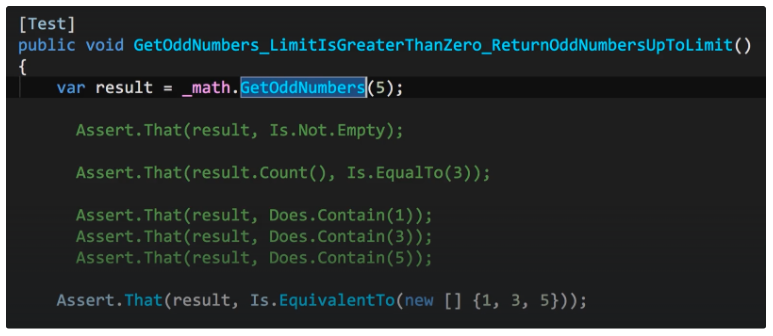 [Test]
public void GetOddNumbers_LimitIsGreaterThanZero_ReturnOddNumbersUpToLimit()
{
var result = _math.GetOddNumbers(5);
Assert.That(result, Is.Not.Empty);
Assert.That(result.Count(), Is.EqualTo(3));
Assert.That(result, Does.Contain(1));
Assert.That(result, Does.Contain(3));
Assert.That(result, Does.Contain(5));
Assert.That(result, Is.EquivalentTo(new [] {1, 3, 5}));